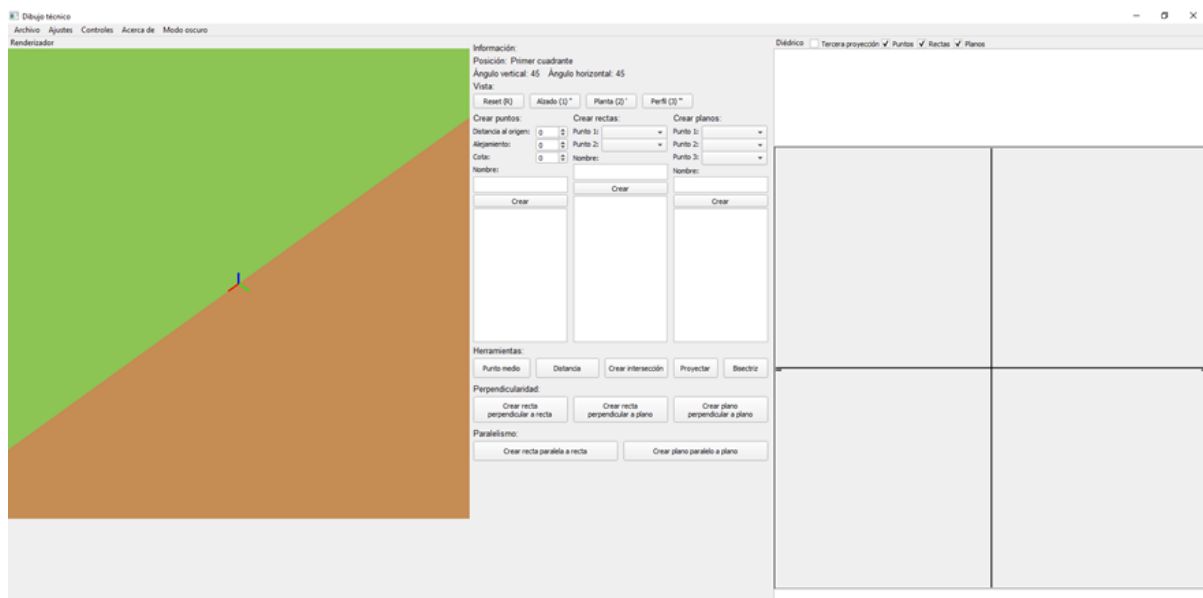 Dibujo técnico
Archivo Ajustes Controles Acerca de Modo oscuro
Renderizador
Información:
Posición: Primer cuadrante
Ángulo vertical: 45 Ángulo horizontal: 45
Vista:
Reset (R) Alzado (1) '' Planta (2) ' Perfil (3) '''
Crear puntos: Crear rectas: Crear planos:
Distancia al origen: 0 Punto 1: Punto 1:
Alejamiento: 0 Punto 2: Punto 2:
Cota: 0 Nombre: Punto 3:
Nombre: Nombre:
Crear Crear Crear
Herramientas:
Punto medio Distancia Crear intersección Proyectar Bisectriz
Perpendicularidad:
Crear recta perpendicular a recta Crear recta perpendicular a plano Crear plano perpendicular a plano
Paralelismo:
Crear recta paralela a recta Crear plano paralelo a plano
Diédrico Tercera proyección Puntos Rectas Planos